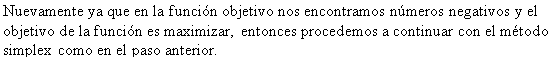 Nuevamente ya que en la función objetivo nos encontramos números negativos y el
objetivo de la función es maximizar, entonces procedemos a continuar con el método
simplex como en el paso anterior.